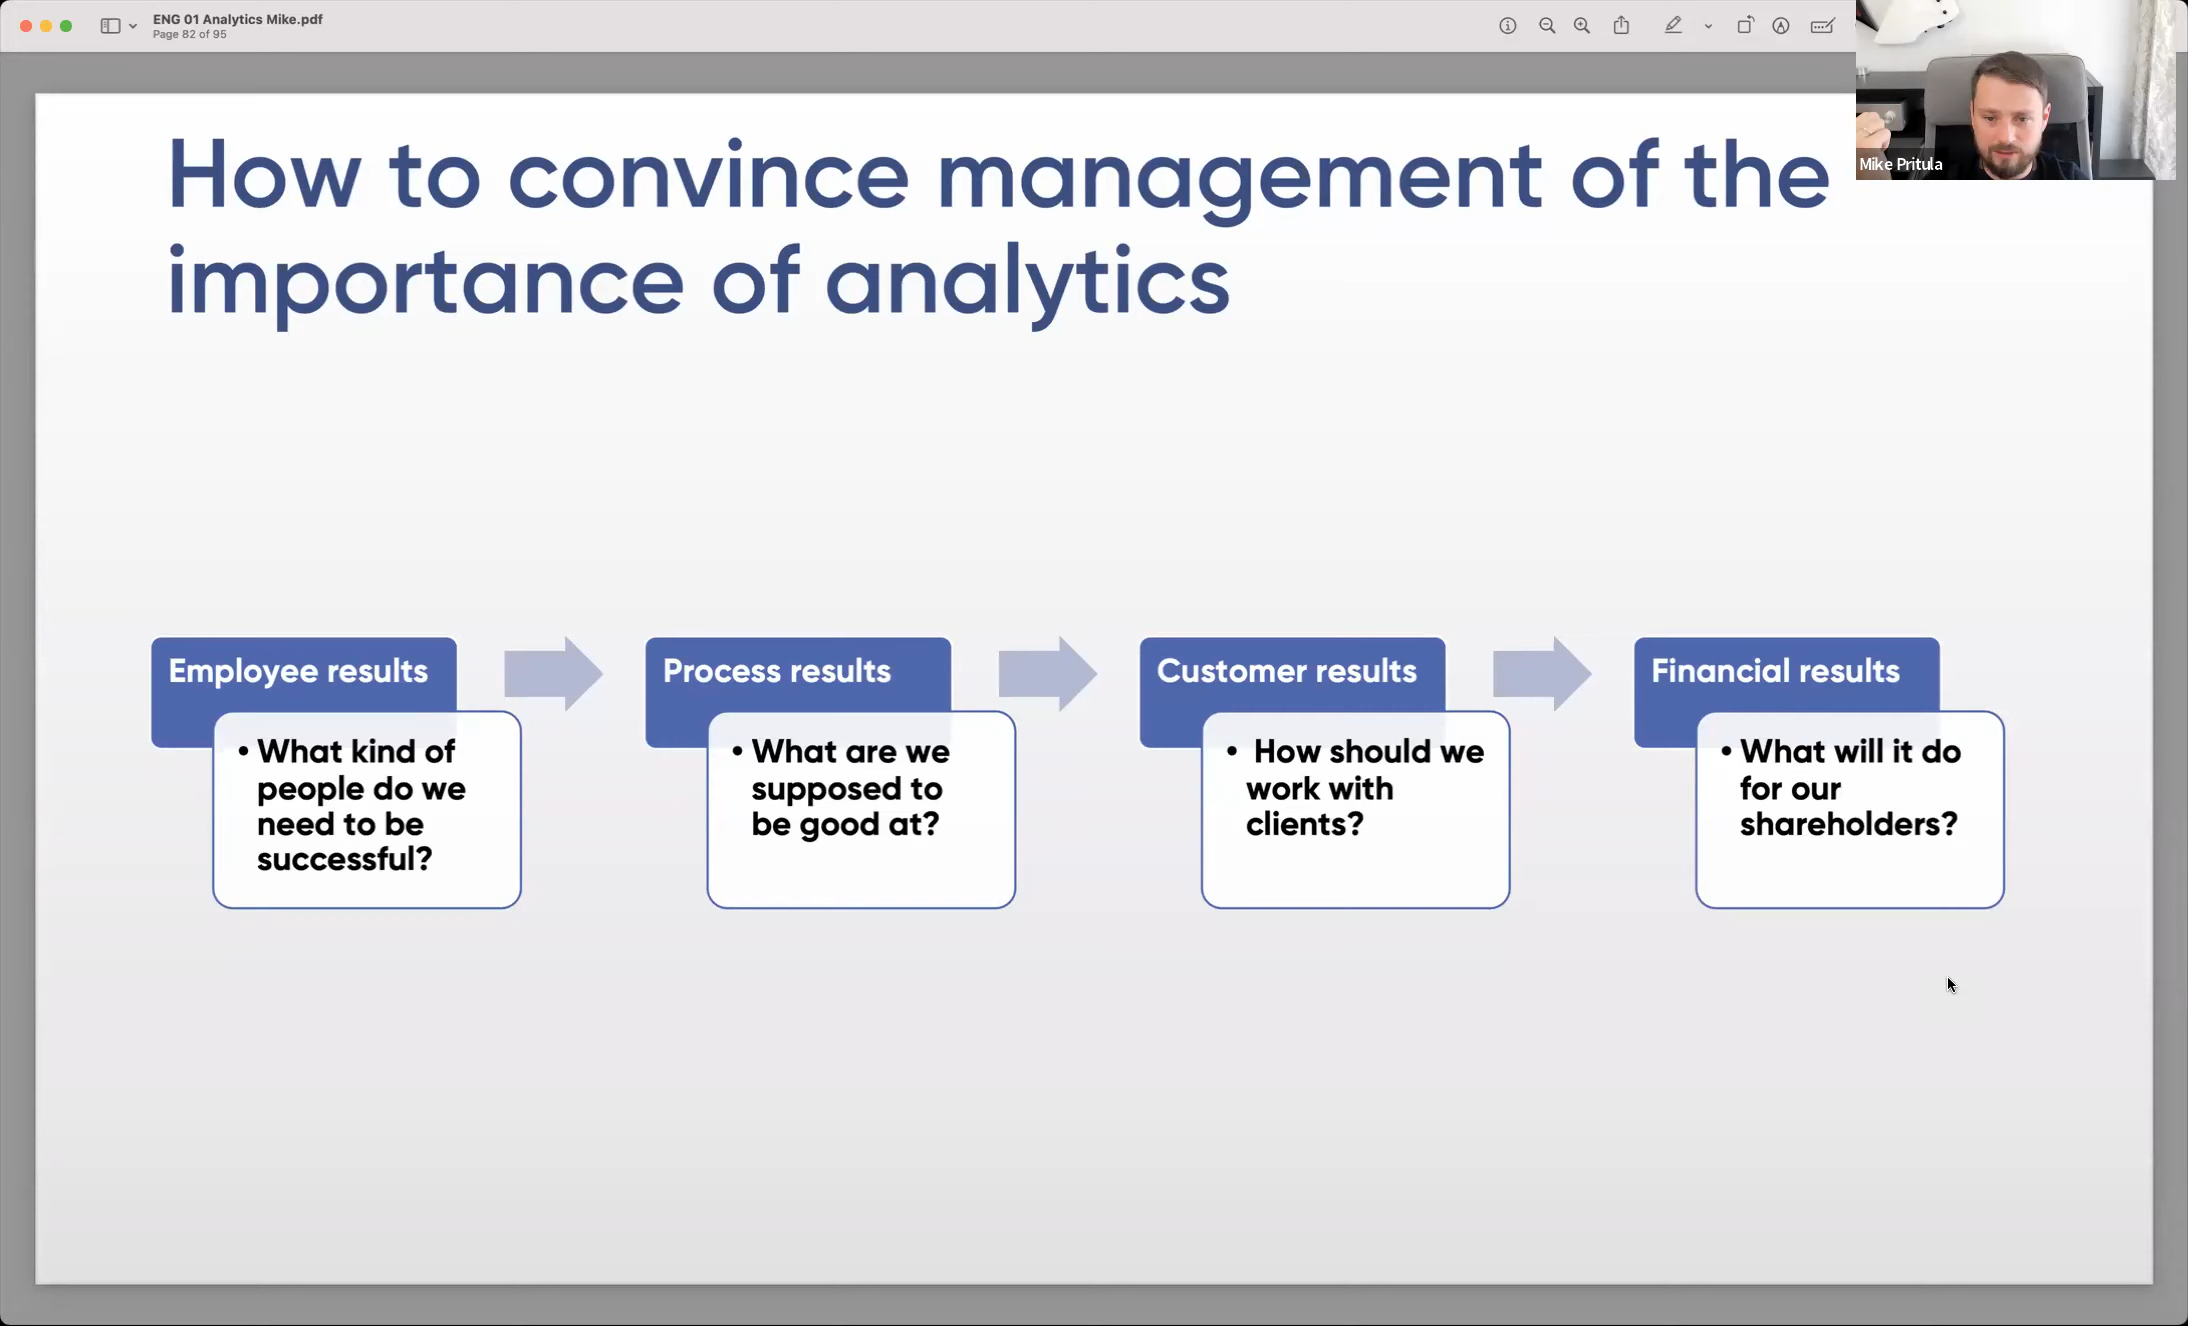 ENG 01 Analytics Mike.pdf
Page 82 of 95
Mike Pritula
How to convince management of the
importance of analytics
Employee results
• What kind of
people do we
need to be
successful?
Process results
• What are we
supposed to
be good at?
Customer results
• How should we
work with
clients?
Financial results
• What will it do
for our
shareholders?